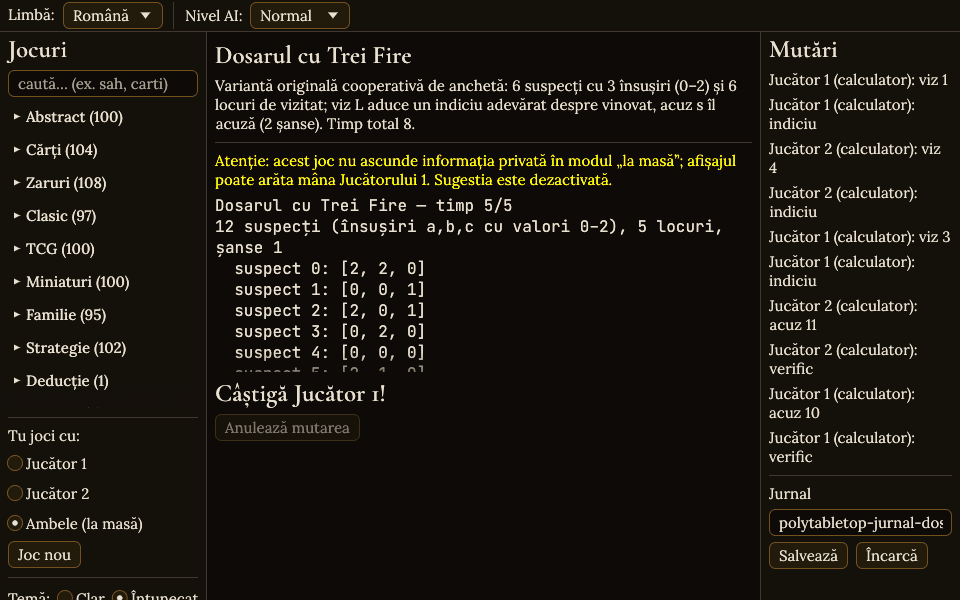 Limbă:
Română
Nivel AI:
Normal
Jocuri
caută... (ex. sah, carti)
Abstract (100)
Cărți (104)
Zaruri (108)
Clasic (97)
TCG (100)
Miniaturi (100)
Familie (95)
Strategie (102)
Deducție (1)
Tu joci cu:
Jucător 1
Jucător 2
Ambele (la masă)
Joc nou
Temă:
Clar
Întunecat
Dosarul cu Trei Fire
Variantă originală cooperativă de anchetă: 6 suspecți cu 3 însușiri (0–2) și 6
locuri de vizitat; viz L aduce un indiciu adevărat despre vinovat, acuz s îl
acuză (2 șanse). Timp total 8.
Atenție: acest joc nu ascunde informația privată în modul „la masă”; afișajul
poate arăta mâna Jucătorului 1. Sugestia este dezactivată.
Dosarul cu Trei Fire — timp 5/5
12 suspecți (însușiri a,b,c cu valori 0–2), 5 locuri,
șanse 1
suspect 0: [2, 2, 0]
suspect 1: [0, 0, 1]
suspect 2: [2, 0, 1]
suspect 3: [0, 2, 0]
suspect 4: [0, 0, 0]
suspect 5: [2, 1, 0]
Câștigă Jucător 1!
Anulează mutarea
Mutări
Jucător 1 (calculator): viz 1
Jucător 1 (calculator):
indiciu
Jucător 2 (calculator): viz
4
Jucător 2 (calculator):
indiciu
Jucător 1 (calculator): viz 3
Jucător 1 (calculator):
indiciu
Jucător 2 (calculator):
acuz 11
Jucător 2 (calculator):
verific
Jucător 1 (calculator):
acuz 10
Jucător 1 (calculator):
verific
Jurnal
polytabletop-jurnal-dos
Salvează
Încarcă